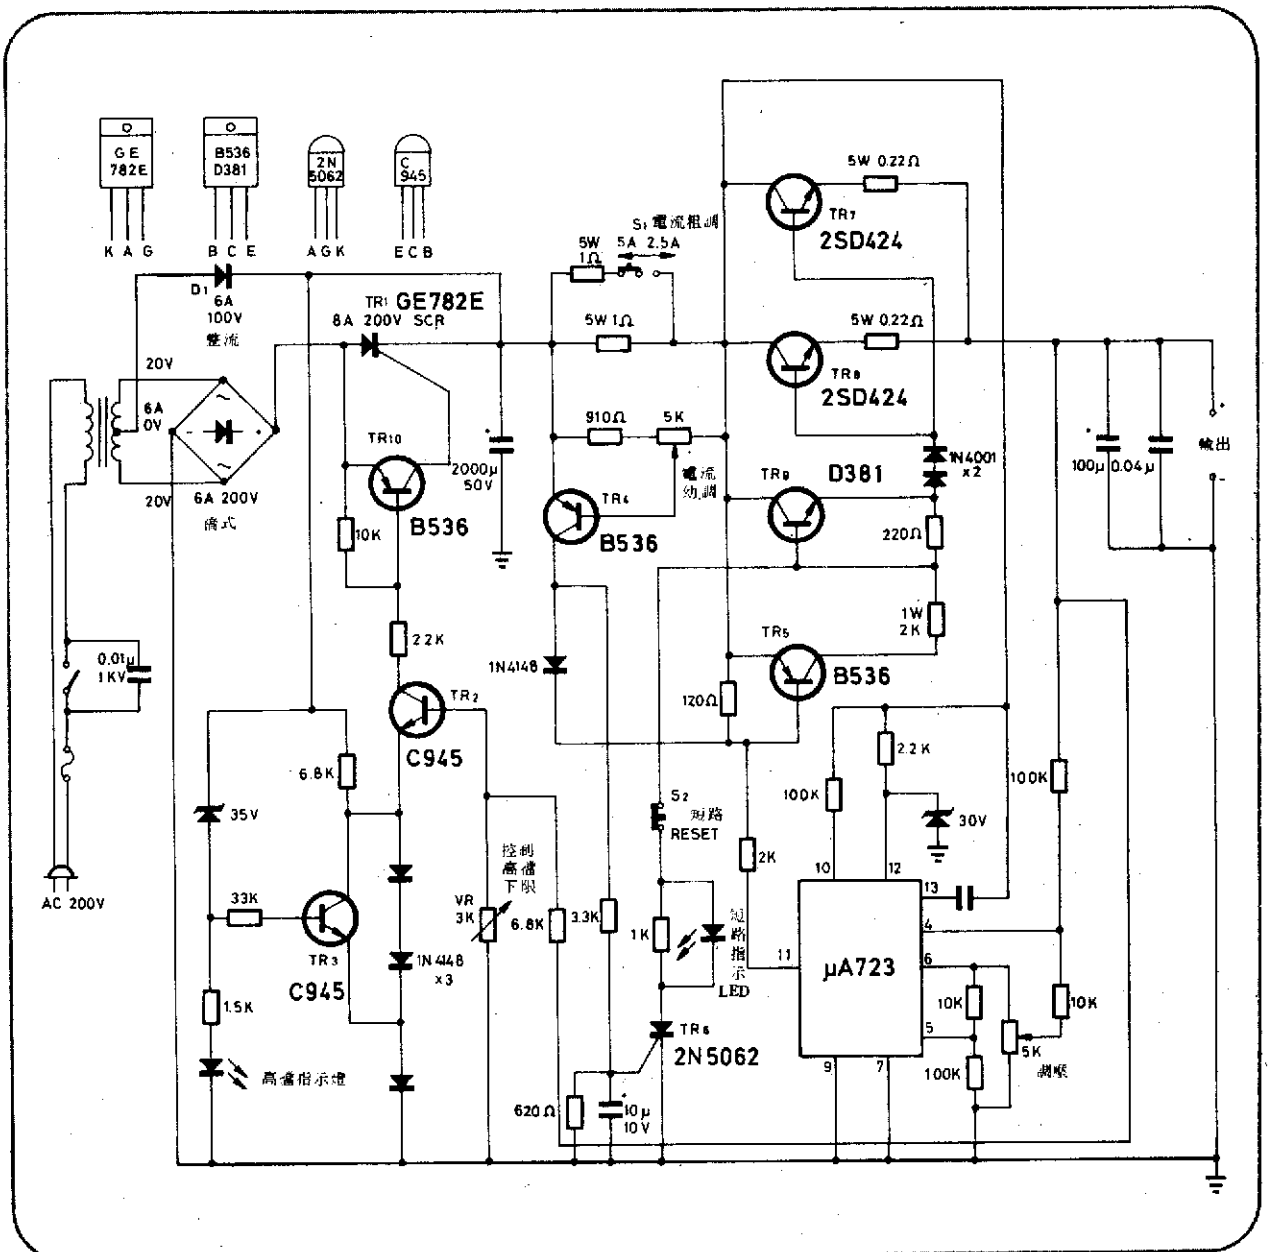 GE
782E
B536
D381
2N
5062
C
945
K A G
B C E
A G K
E C B
D1
6A
100V
整流
TR1 GE782E
8A 200V SCR
5W
1Ω
S1 電流粗調
5A 2.5A
5W 1Ω
5W 0.22Ω
TR7
2SD424
5W 0.22Ω
TR8
2SD424
20V
6A
0V
20V
~
- +
~
6A 200V
橋式
TR10
B536
10K
2000μ
50V
910Ω
5K
電流
幼調
TR4
B536
TR9
D381
1N4001
x2
220Ω
100μ
0.04μ
輸出
+
-
0.01μ
1KV
22K
TR2
C945
1N4148
TR5
B536
1W
2K
120Ω
6.8K
35V
33K
TR3
C945
1N4148
x3
1.5K
高檔指示燈
控制
高檔
下限
VR
3K
6.8K
3.3K
S2
短路
RESET
1K
短
路
指
示
LED
TR6
2N5062
620Ω
10μ
10V
2K
100K
2.2K
30V
100K
10
12
13
4
6
5
11
9
7
μA723
10K
100K
5K
調壓
10K
AC 200V